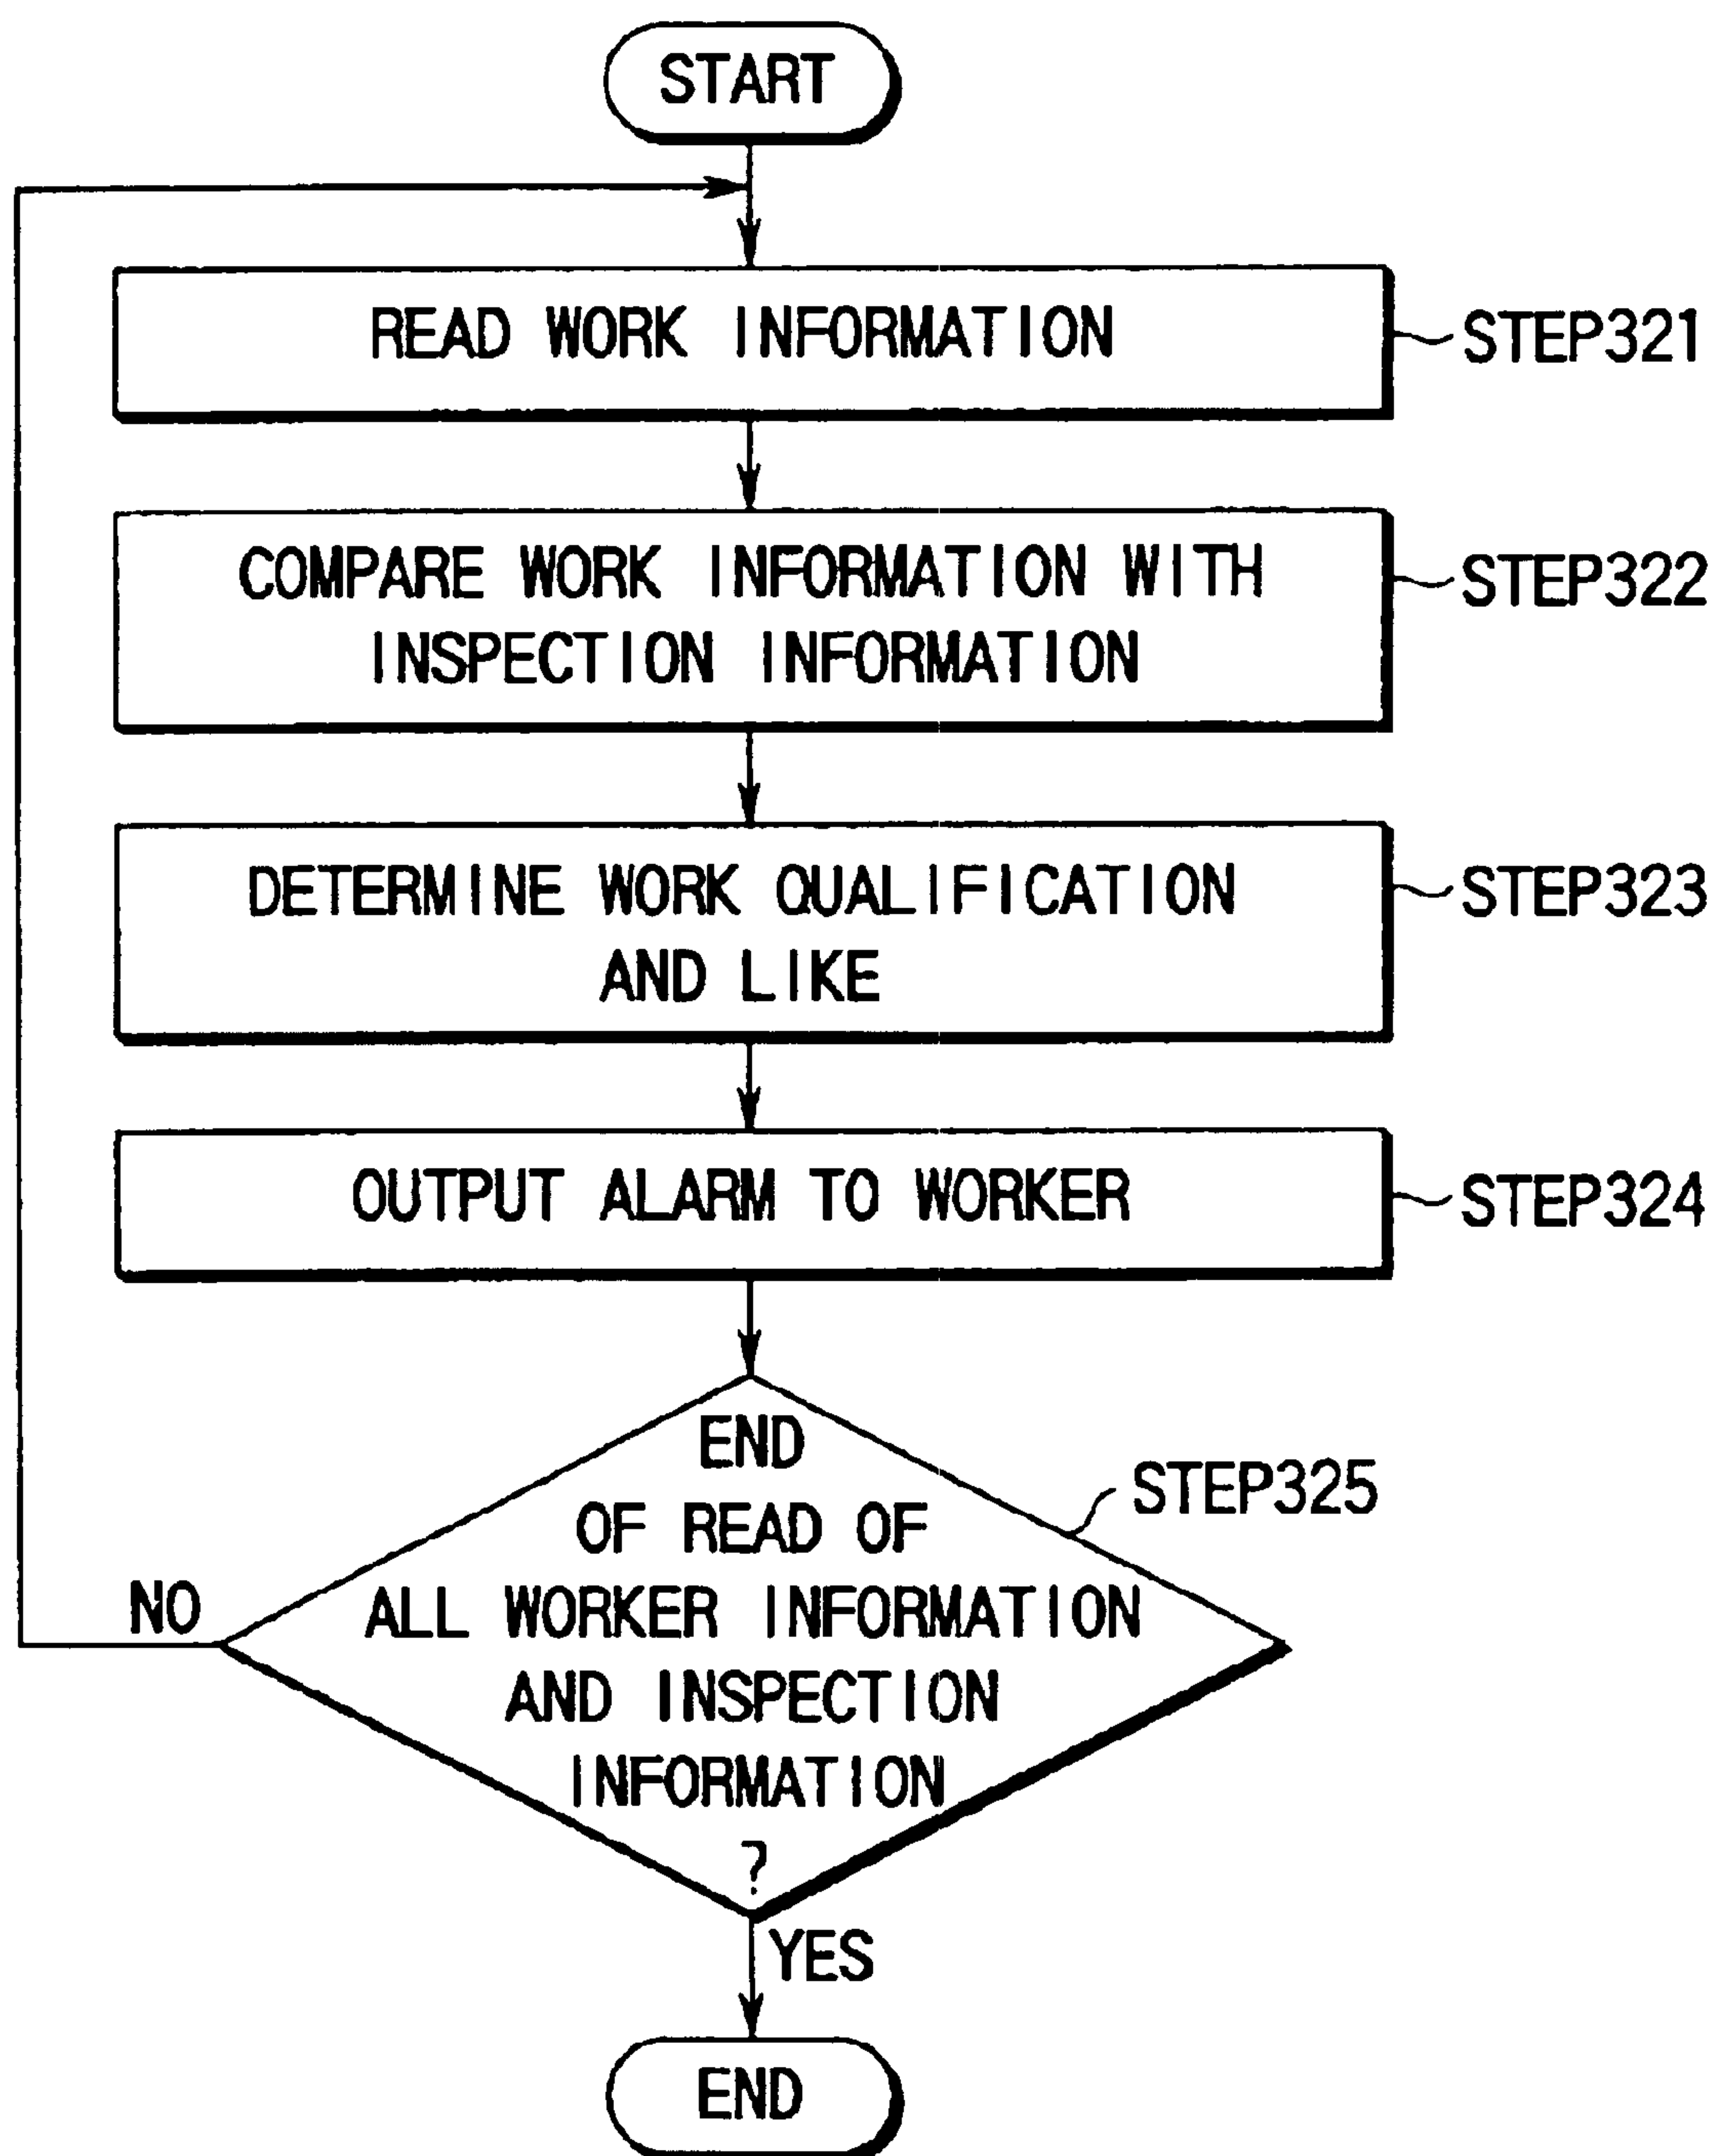 START
READ WORK INFORMATION
STEP321
COMPARE WORK INFORMATION WITH
INSPECTION INFORMATION
STEP322
DETERMINE WORK QUALIFICATION
AND LIKE
STEP323
OUTPUT ALARM TO WORKER
STEP324
END
OF READ OF
ALL WORKER INFORMATION
AND INSPECTION
INFORMATION
?
STEP325
NO
YES
END